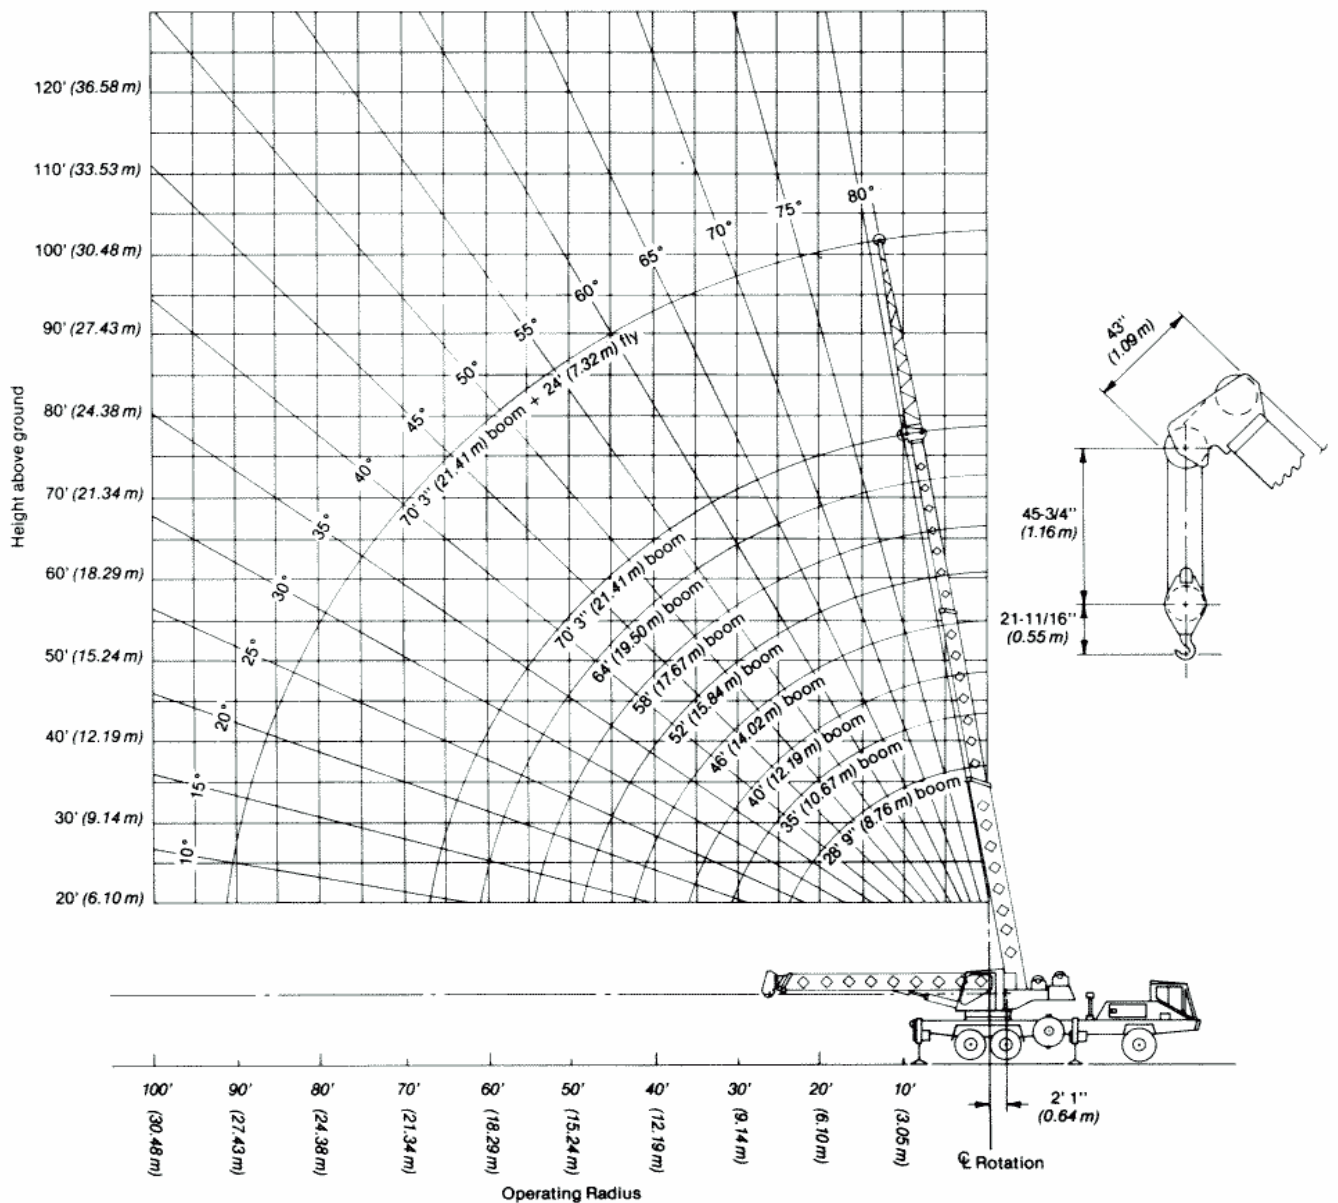 Height above ground
120' (36.58 m)
110' (33.53 m)
100' (30.48 m)
90' (27.43 m)
80' (24.38 m)
70' (21.34 m)
60' (18.29 m)
50' (15.24 m)
40' (12.19 m)
30' (9.14 m)
20' (6.10 m)
80°
75°
70°
65°
60°
55°
50°
45°
40°
35°
30°
25°
20°
15°
10°
70' 3" (21.41 m) boom + 24' (7.32 m) fly
70' 3" (21.41 m) boom
64' (19.50 m) boom
58' (17.67 m) boom
52' (15.84 m) boom
46' (14.02 m) boom
40' (12.19 m) boom
35' (10.67 m) boom
28' 9" (8.76 m) boom
43"
(1.09 m)
45-3/4"
(1.16 m)
21-11/16"
(0.55 m)
2' 1"
(0.64 m)
℄ Rotation
100'
(30.48 m)
90'
(27.43 m)
80'
(24.38 m)
70'
(21.34 m)
60'
(18.29 m)
50'
(15.24 m)
40'
(12.19 m)
30'
(9.14 m)
20'
(6.10 m)
10'
(3.05 m)
Operating Radius